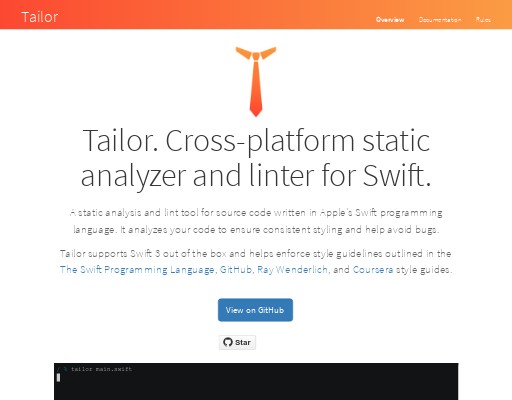 Tailor
Overview Documentation Rules
Tailor. Cross-platform static
analyzer and linter for Swift.
A static analysis and lint tool for source code written in Apple's Swift programming
language. It analyzes your code to ensure consistent styling and help avoid bugs.
Tailor supports Swift 3 out of the box and helps enforce style guidelines outlined in the
The Swift Programming Language, GitHub, Ray Wenderlich, and Coursera style guides.
View on GitHub
Star
/ $ tailor main.swift